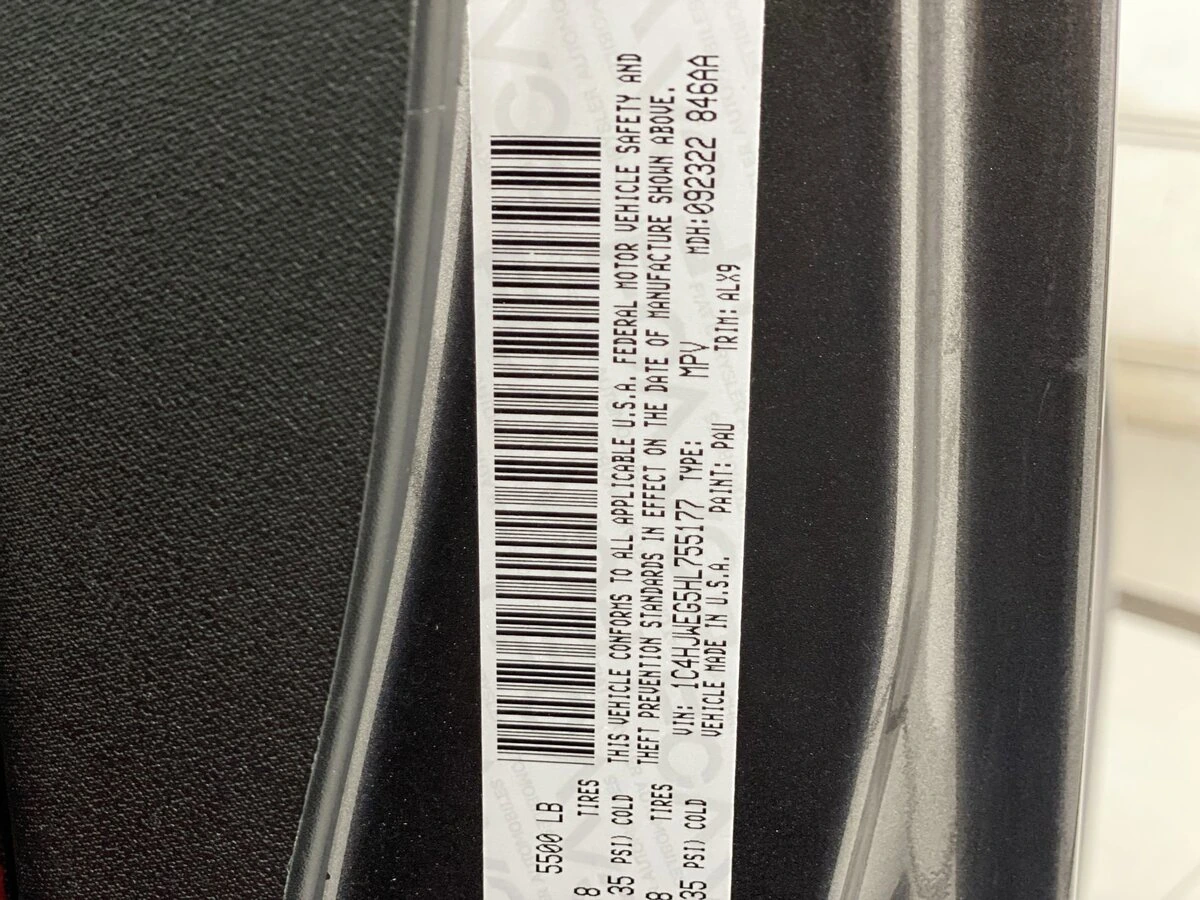 5500 LB
8 TIRES
35 PSI) COLD
8 TIRES
35 PSI) COLD
THIS VEHICLE CONFORMS TO ALL APPLICABLE U.S.A. FEDERAL MOTOR VEHICLE SAFETY AND
THEFT PREVENTION STANDARDS IN EFFECT ON THE DATE OF MANUFACTURE SHOWN ABOVE.
VIN: 1C4HJWEG5HL755177 TYPE: MPV MDH:092322 846AA
VEHICLE MADE IN U.S.A. PAINT: PAU TRIM: ALX9